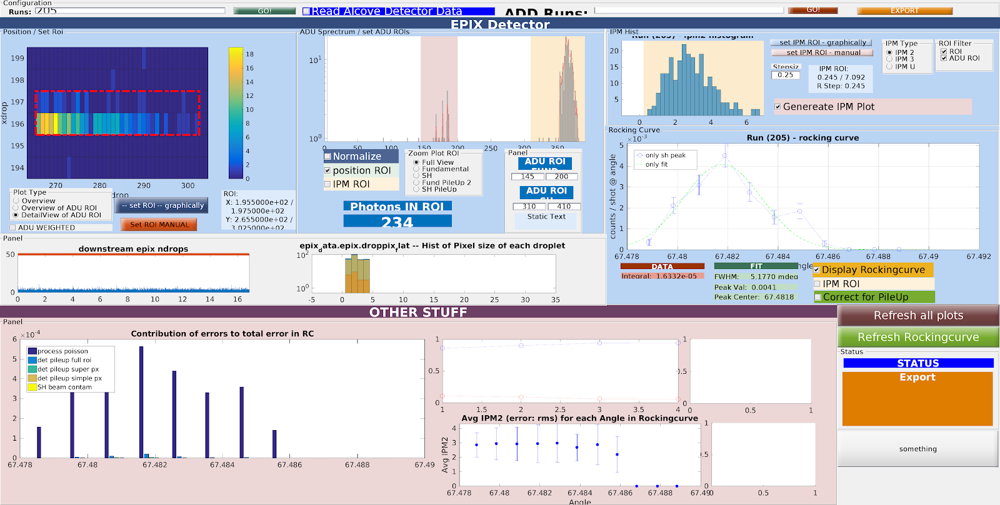 Configuration
Runs: 205 GO! Read Alcove Detector Data ADD Runs: GO! EXPORT
EPIX Detector
Position / Set Roi
199
198
197
196
195
194
xdrop
270 280 290 300
drop
18
16
14
12
10
8
6
4
2
0
Plot Type
Overview
Overview of ADU ROI
DetailView of ADU ROI
ADU WEIGHTED
-- set ROI -- graphically
Set ROI MANUAL
ROI:
X: 1.955000e+02 /
1.975000e+02
Y: 2.655000e+02 /
3.025000e+02
ADU Spectrum / set ADU ROIs
10^1
10^0
0 50 100 150 200 250 300 350
Normalize
position ROI
IPM ROI
Zoom Plot ROI
Full View
Fundamental
SH
Fund PileUp 2
SH PileUp
Panel
ADU ROI
FUND
145 200
ADU ROI
SH
310 410
Static Text
Photons IN ROI
234
IPM Hist
Run (205) - ipm2 histogram
20
15
10
5
0 2 4 6
set IPM ROI - graphically
set IPM ROI - manual
Stepsiz
0.25
IPM ROI:
0.245 / 7.092
R Step: 0.245
IPM Type
IPM 2
IPM 3
IPM U
ROI Filter
ROI
ADU ROI
Genereate IPM Plot
Rocking Curve
Run (205) - rocking curve
×10^-3
only sh peak
only fit
5
4
3
2
1
0
counts / shot @ angle
67.478 67.48 67.482 67.484 67.486 67.488 67.49 67.492
ngle
DATA
Integral: 1.6332e-05
FIT
FWHM: 5.1770 mdeg
Peak Val: 0.0041
Peak Center: 67.4818
Display Rockingcurve
IPM ROI
Correct for PileUp
Panel
downstream epix ndrops
50
0
0 2 4 6 8 10 12 14 16
epix_data.epix.droppix_flat -- Hist of Pixel size of each droplet
10^2
10^0
-5 0 5 10 15 20 25 30 35
OTHER STUFF
Panel
Contribution of errors to total error in RC
×10^-4
process poisson
det pileup full roi
det pileup super px
det pileup simple px
SH beam contam
6
5
4
3
2
1
0
67.478 67.48 67.482 67.484 67.486 67.488 67.49
1
0.5
0
1 1.5 2 2.5 3 3.5 4
1
0.5
0
0 0.5 1
Avg IPM2 (error: rms) for each Angle in Rockingcurve
4
3
2
1
0
Avg IPM2
67.478 67.48 67.482 67.484 67.486 67.488 67.49
Angle
1
0.5
0
0 0.5 1
Refresh all plots
Refresh Rockingcurve
Status
STATUS
Export
something